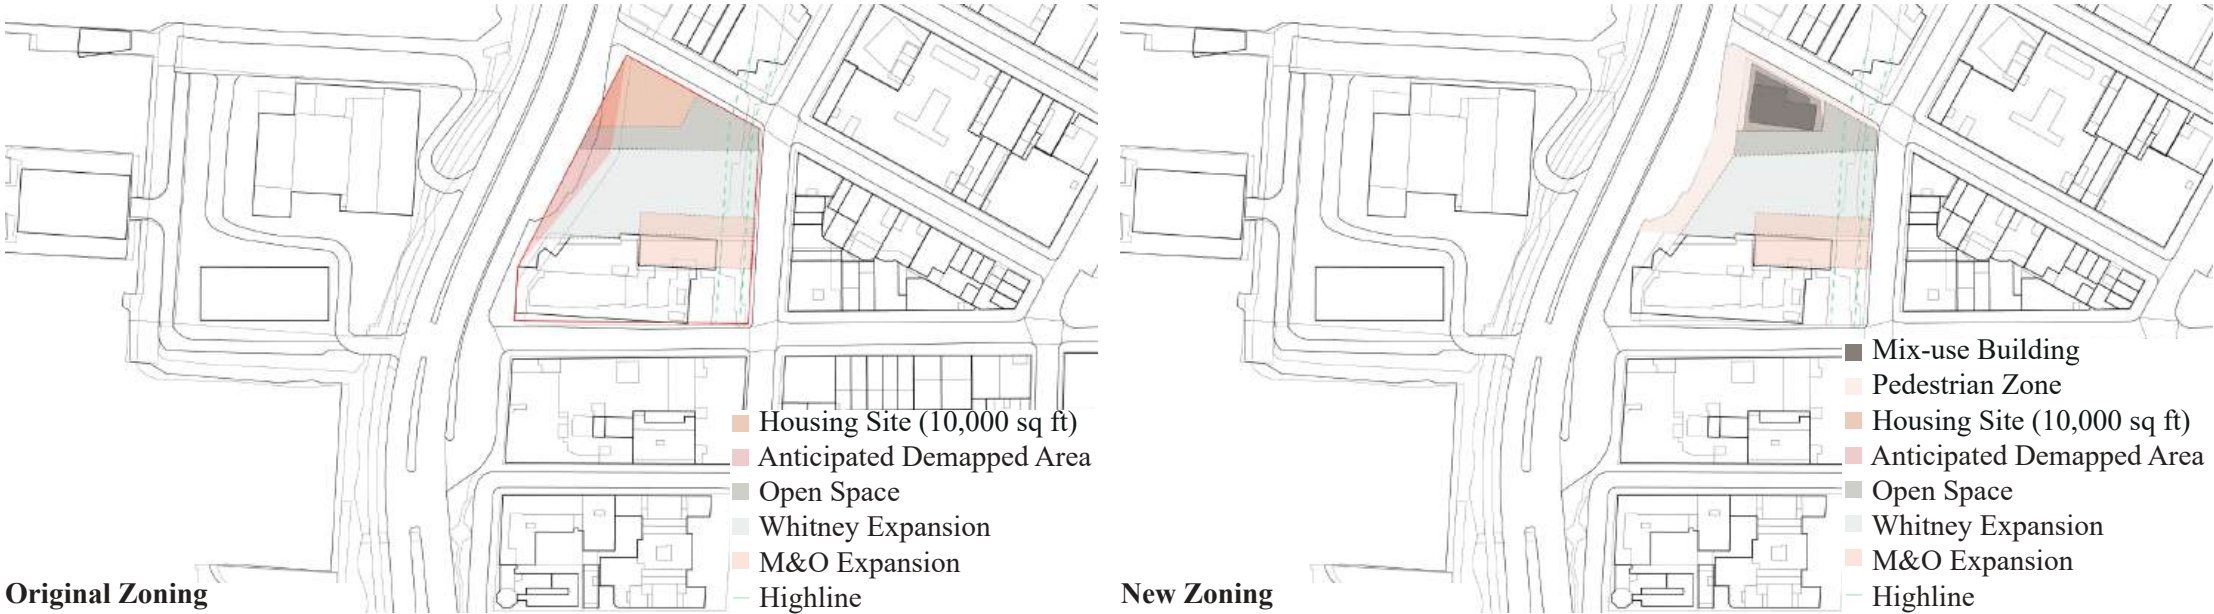 Housing Site (10,000 sq ft)
Anticipated Demapped Area
Open Space
Whitney Expansion
M&O Expansion
Highline
Original Zoning
Mix-use Building
Pedestrian Zone
Housing Site (10,000 sq ft)
Anticipated Demapped Area
Open Space
Whitney Expansion
M&O Expansion
Highline
New Zoning